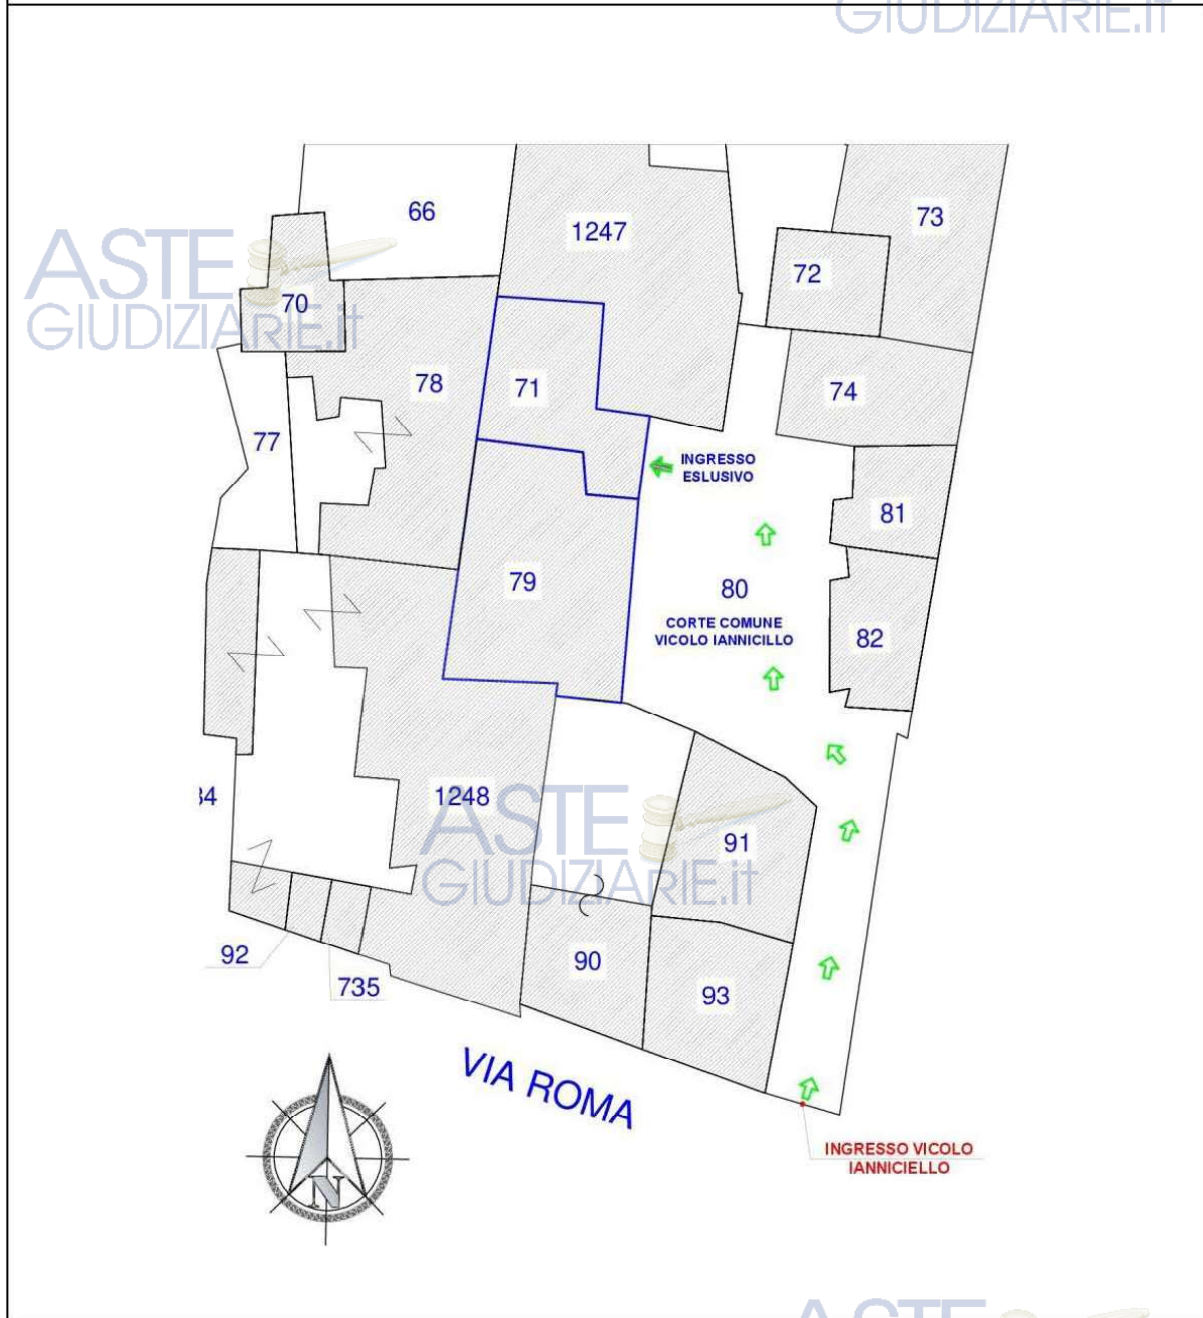 GIUDIZIARIE.it
66
1247
73
72
ASTE
GIUDIZIARIE.it
70
78
71
74
77
INGRESSO
ESLUSIVO
81
79
80
CORTE COMUNE
VICOLO IANNICILLO
82
1248
ASTE
GIUDIZIARIE.it
91
92
735
90
93
VIA ROMA
N
INGRESSO VICOLO
IANNICIELLO
ASTE